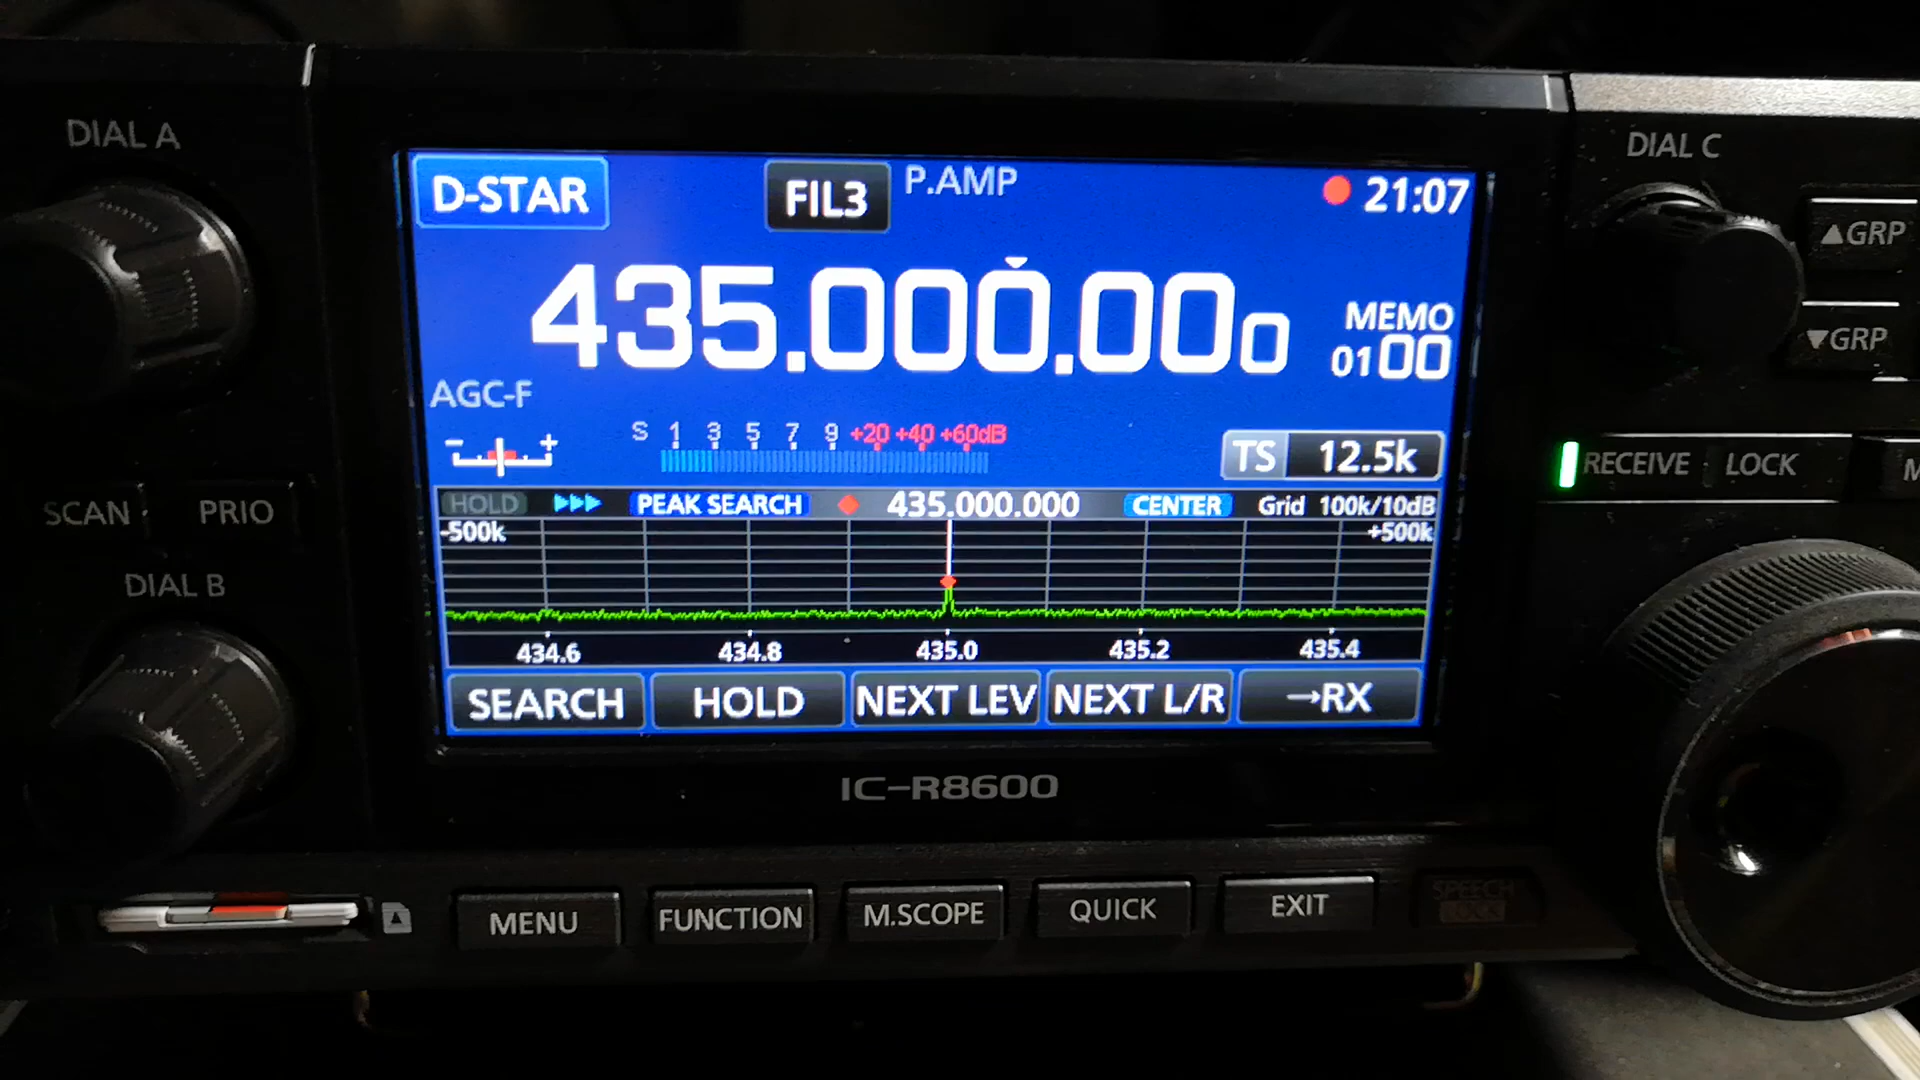 DIAL A
DIAL C
D-STAR FIL3 P.AMP 21:07
▲GRP
435.000.000
MEMO
0100
▼GRP
AGC-F
S 1 3 5 7 9 +20 +40 +60dB
- +
TS 12.5k
RECEIVE LOCK
M
SCAN PRIO
HOLD PEAK SEARCH 435.000.000 CENTER Grid 100k/10dB
-500k +500k
DIAL B
434.6 434.8 435.0 435.2 435.4
SEARCH HOLD NEXT LEV NEXT L/R →RX
IC-R8600
MENU FUNCTION M.SCOPE QUICK EXIT SPEECH
LOCK